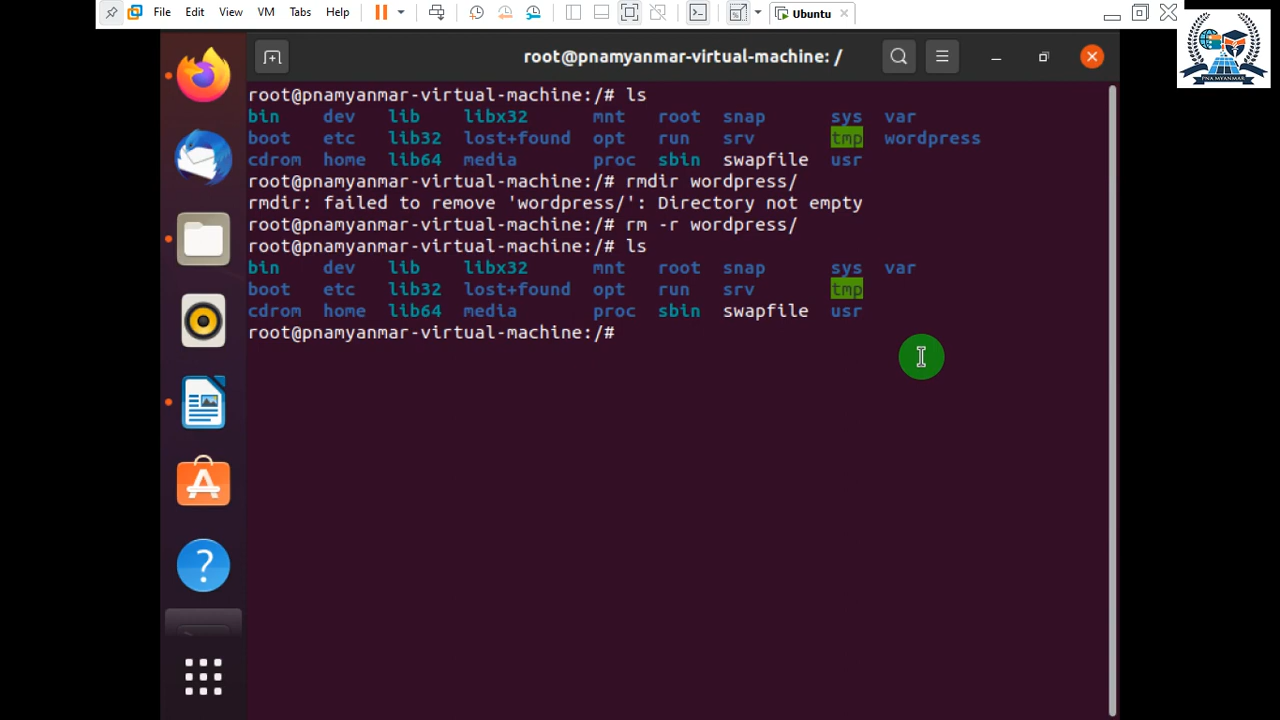 File Edit View VM Tabs Help Ubuntu
root@pnamyanmar-virtual-machine: /
PNA MYANMAR
root@pnamyanmar-virtual-machine:/# ls
bin dev lib libx32 mnt root snap sys var
boot etc lib32 lost+found opt run srv tmp wordpress
cdrom home lib64 media proc sbin swapfile usr
root@pnamyanmar-virtual-machine:/# rmdir wordpress/
rmdir: failed to remove 'wordpress/': Directory not empty
root@pnamyanmar-virtual-machine:/# rm -r wordpress/
root@pnamyanmar-virtual-machine:/# ls
bin dev lib libx32 mnt root snap sys var
boot etc lib32 lost+found opt run srv tmp
cdrom home lib64 media proc sbin swapfile usr
root@pnamyanmar-virtual-machine:/#